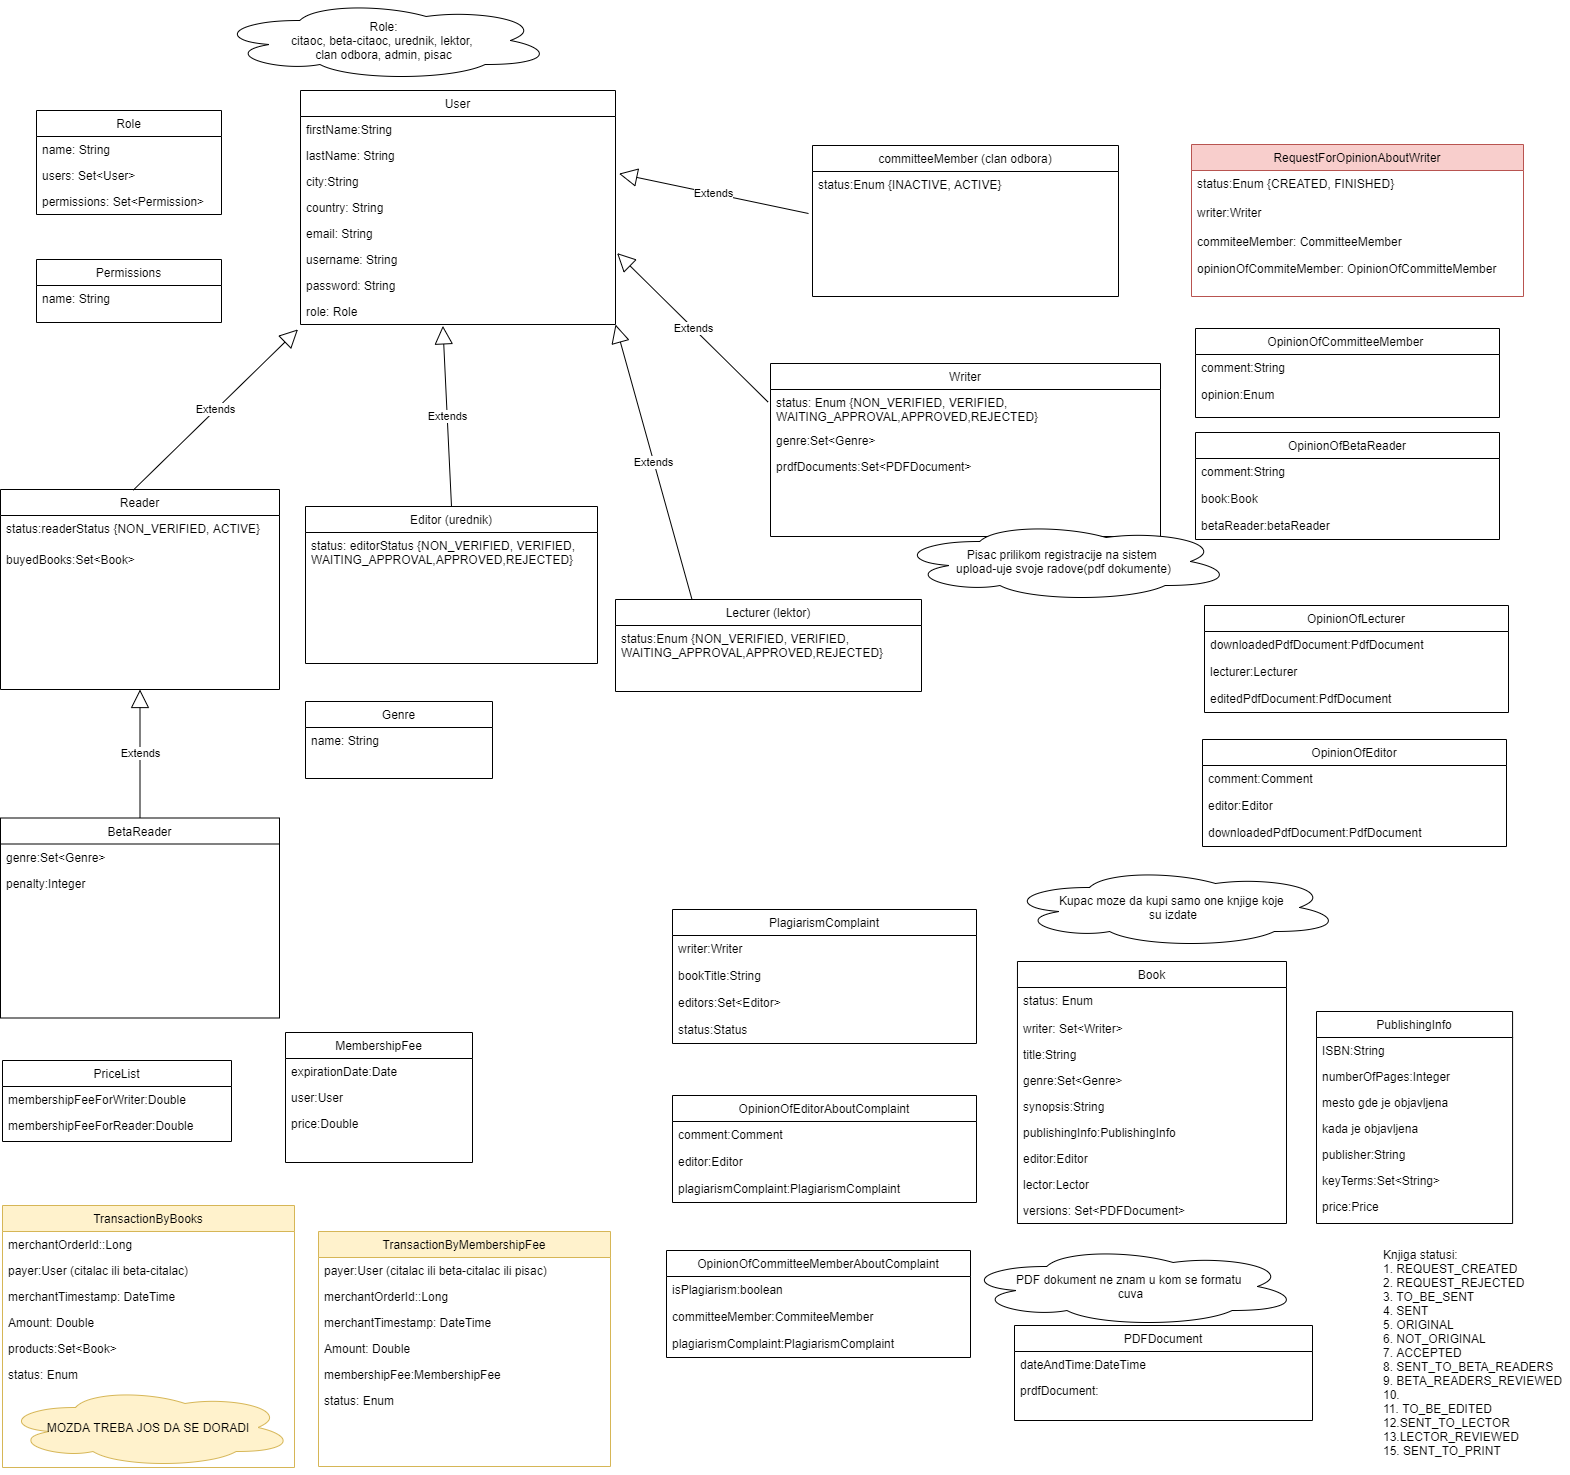 Role:
citaoc, beta-citaoc, urednik, lektor,
clan odbora, admin, pisac
Role
name: String
users: Set<User>
permissions: Set<Permission>
Permissions
name: String
User
firstName:String
lastName: String
city:String
country: String
email: String
username: String
password: String
role: Role
committeeMember (clan odbora)
status:Enum {INACTIVE, ACTIVE}
Extends
RequestForOpinionAboutWriter
status:Enum {CREATED, FINISHED}
writer:Writer
commiteeMember: CommitteeMember
opinionOfCommiteMember: OpinionOfCommitteMember
Extends
Extends
Extends
Extends
Writer
status: Enum {NON_VERIFIED, VERIFIED,
WAITING_APPROVAL,APPROVED,REJECTED}
genre:Set<Genre>
prdfDocuments:Set<PDFDocument>
Pisac prilikom registracije na sistem
upload-uje svoje radove(pdf dokumente)
OpinionOfCommitteeMember
comment:String
opinion:Enum
OpinionOfBetaReader
comment:String
book:Book
betaReader:betaReader
Reader
status:readerStatus {NON_VERIFIED, ACTIVE}
buyedBooks:Set<Book>
Editor (urednik)
status: editorStatus {NON_VERIFIED, VERIFIED,
WAITING_APPROVAL,APPROVED,REJECTED}
Lecturer (lektor)
status:Enum {NON_VERIFIED, VERIFIED,
WAITING_APPROVAL,APPROVED,REJECTED}
OpinionOfLecturer
downloadedPdfDocument:PdfDocument
lecturer:Lecturer
editedPdfDocument:PdfDocument
Genre
name: String
Extends
OpinionOfEditor
comment:Comment
editor:Editor
downloadedPdfDocument:PdfDocument
BetaReader
genre:Set<Genre>
penalty:Integer
Kupac moze da kupi samo one knjige koje
su izdate
PlagiarismComplaint
writer:Writer
bookTitle:String
editors:Set<Editor>
status:Status
Book
status: Enum
writer: Set<Writer>
title:String
genre:Set<Genre>
synopsis:String
publishingInfo:PublishingInfo
editor:Editor
lector:Lector
versions: Set<PDFDocument>
PublishingInfo
ISBN:String
numberOfPages:Integer
mesto gde je objavljena
kada je objavljena
publisher:String
keyTerms:Set<String>
price:Price
PriceList
membershipFeeForWriter:Double
membershipFeeForReader:Double
MembershipFee
expirationDate:Date
user:User
price:Double
OpinionOfEditorAboutComplaint
comment:Comment
editor:Editor
plagiarismComplaint:PlagiarismComplaint
TransactionByBooks
merchantOrderId::Long
payer:User (citalac ili beta-citalac)
merchantTimestamp: DateTime
Amount: Double
products:Set<Book>
status: Enum
MOZDA TREBA JOS DA SE DORADI
TransactionByMembershipFee
payer:User (citalac ili beta-citalac ili pisac)
merchantOrderId::Long
merchantTimestamp: DateTime
Amount: Double
membershipFee:MembershipFee
status: Enum
OpinionOfCommitteeMemberAboutComplaint
isPlagiarism:boolean
committeeMember:CommiteeMember
plagiarismComplaint:PlagiarismComplaint
PDF dokument ne znam u kom se formatu
cuva
PDFDocument
dateAndTime:DateTime
prdfDocument:
Knjiga statusi:
1. REQUEST_CREATED
2. REQUEST_REJECTED
3. TO_BE_SENT
4. SENT
5. ORIGINAL
6. NOT_ORIGINAL
7. ACCEPTED
8. SENT_TO_BETA_READERS
9. BETA_READERS_REVIEWED
10.
11. TO_BE_EDITED
12.SENT_TO_LECTOR
13.LECTOR_REVIEWED
15. SENT_TO_PRINT